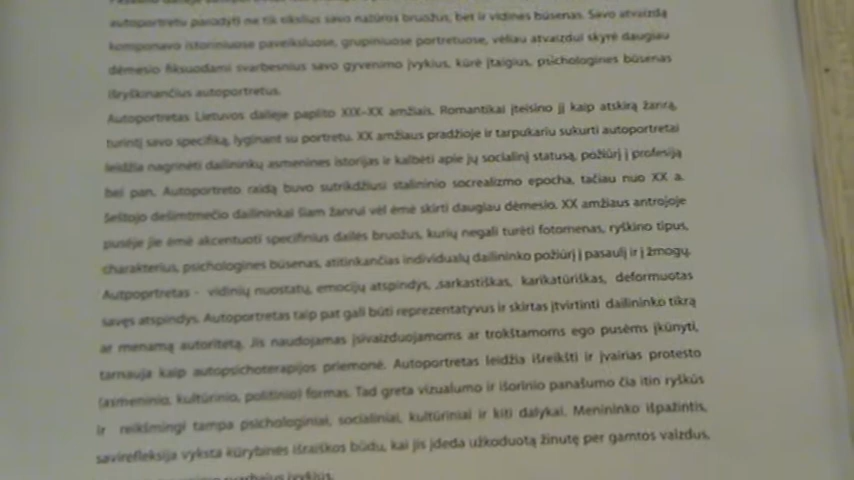 autoportretu parodyti ne tik tikslius savo natūros bruožus, bet ir vidines būsenas. Savo atvaizdą
komponavo istoriniuose paveiksluose, grupiniuose portretuose, vėliau atvaizdui skyrė daugiau
dėmesio fiksuodami svarbesnius savo gyvenimo įvykius, kūrė įtaigius, psichologines būsenas
išryškinančius autoportretus.
Autoportretas Lietuvos dailėje paplito XIX–XX amžiais. Romantikai įteisino jį kaip atskirą žanrą,
turintį savo specifiką, lyginant su portretu. XX amžiaus pradžioje ir tarpukariu sukurti autoportretai
leidžia nagrinėti dailininkų asmenines istorijas ir kalbėti apie jų socialinį statusą, požiūrį į profesiją
bei pan. Autoportreto raidą buvo sutrikdžiusi stalininio socrealizmo epocha, tačiau nuo XX a.
šeštojo dešimtmečio dailininkai šiam žanrui vėl ėmė skirti daugiau dėmesio. XX amžiaus antrojoje
pusėje jie ėmė akcentuoti specifinius dailės bruožus, kurių negali turėti fotomenas, ryškino tipus,
charakterius, psichologines būsenas, atitinkančias individualų dailininko požiūrį į pasaulį ir į žmogų.
Autpoprtretas - vidinių nuostatų, emocijų atspindys, ,sarkastiškas, karikatūriškas, deformuotas
savęs atspindys. Autoportretas taip pat gali būti reprezentatyvus ir skirtas įtvirtinti dailininko tikrą
ar menamą autoritetą. Jis naudojamas įsivaizduojamoms ar trokštamoms ego pusėms įkūnyti,
tarnauja kaip autopsichoterapijos priemonė. Autoportretas leidžia išreikšti ir įvairias protesto
(asmeninio, kultūrinio, politinio) formas. Tad greta vizualumo ir išorinio panašumo čia itin ryškūs
ir reikšmingi tampa psichologiniai, socialiniai, kultūriniai ir kiti dalykai. Menininko išpažintis,
savirefleksija vyksta kūrybinės išraiškos būdu, kai jis įdeda užkoduotą žinutę per gamtos vaizdus,
svarbaius įvykius.